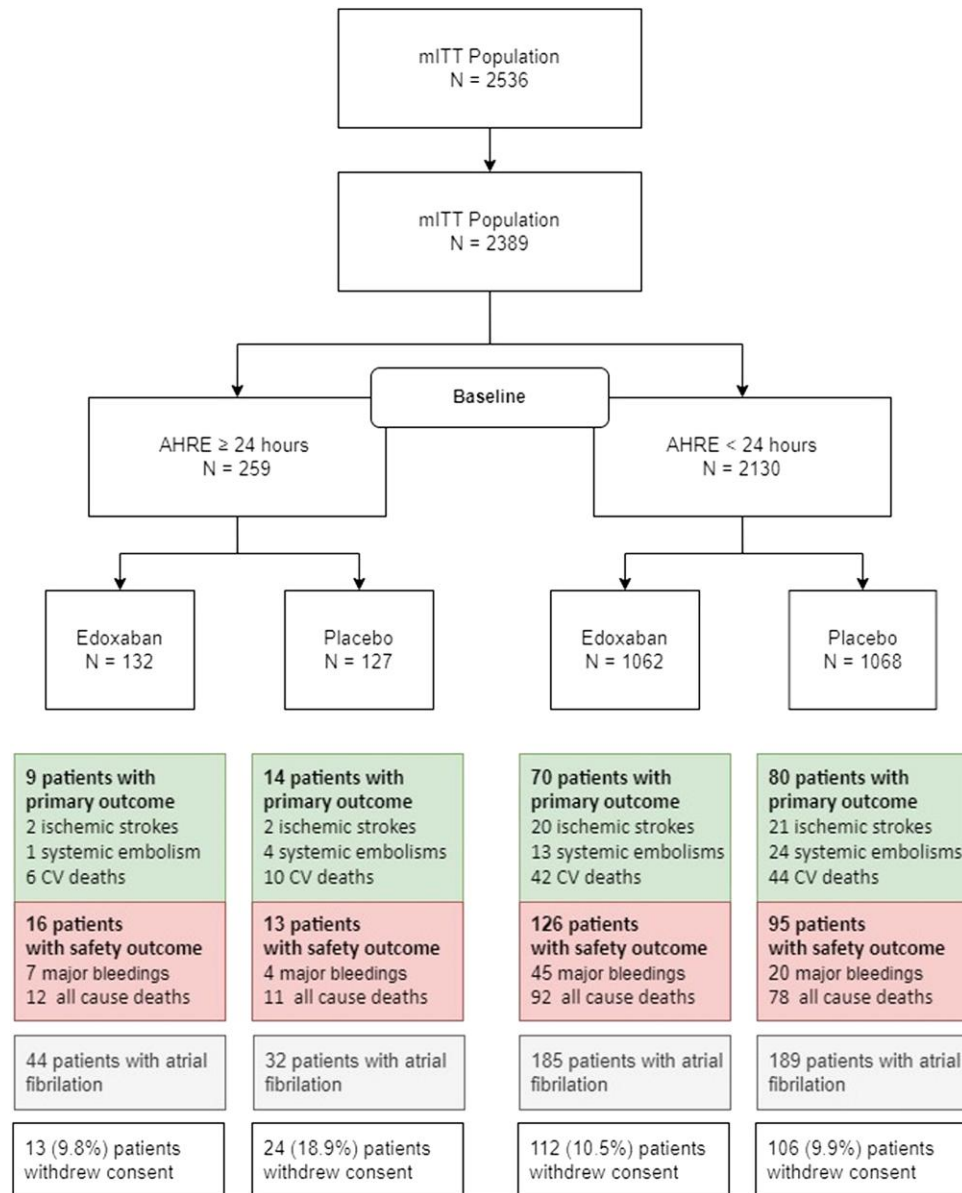 mITT Population
N = 2536
mITT Population
N = 2389
Baseline
AHRE ≥ 24 hours
N = 259
AHRE < 24 hours
N = 2130
Edoxaban
N = 132
Placebo
N = 127
Edoxaban
N = 1062
Placebo
N = 1068
9 patients with
primary outcome
2 ischemic strokes
1 systemic embolism
6 CV deaths
14 patients with
primary outcome
2 ischemic strokes
4 systemic embolisms
10 CV deaths
70 patients with
primary outcome
20 ischemic strokes
13 systemic embolisms
42 CV deaths
80 patients with
primary outcome
21 ischemic strokes
24 systemic embolisms
44 CV deaths
16 patients
with safety outcome
7 major bleedings
12 all cause deaths
13 patients
with safety outcome
4 major bleedings
11 all cause deaths
126 patients
with safety outcome
45 major bleedings
92 all cause deaths
95 patients
with safety outcome
20 major bleedings
78 all cause deaths
44 patients with atrial
fibrilation
32 patients with atrial
fibrilation
185 patients with atrial
fibrilation
189 patients with atrial
fibrilation
13 (9.8%) patients
withdrew consent
24 (18.9%) patients
withdrew consent
112 (10.5%) patients
withdrew consent
106 (9.9%) patients
withdrew consent